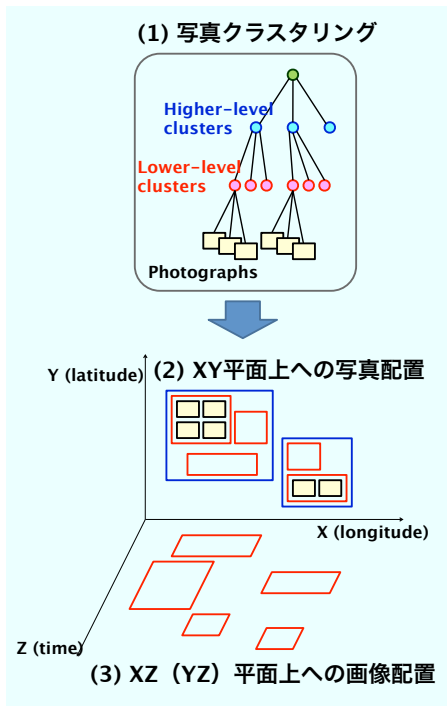 (1) 写真クラスタリング
Higher-level
clusters
Lower-level
clusters
Photographs
(2) XY平面上への写真配置
Y (latitude)
X (longitude)
Z (time)
(3) XZ（YZ）平面上への画像配置